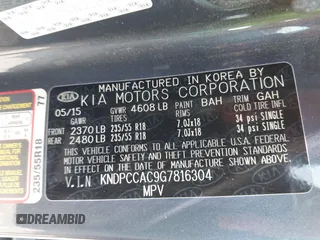 MANUFACTURED IN KOREA BY
KIA KIA MOTORS CORPORATION
05/15 GVWR 4608 LB PAINT BAH TRIM GAH
GAWR TIRES RIMS COLD TIRE INFL
FRONT 2370 LB 235/55 R18 7.0JX18 34 psi SINGLE
REAR 2480 LB 235/55 R18 7.0JX18 34 psi SINGLE
THIS VEHICLE CONFORMS TO ALL APPLICABLE
U.S.A. FEDERAL MOTOR VEHICLE SAFETY, BUMPER,
AND THEFT PREVENTION STANDARDS IN EFFECT
ON THE DATE OF MANUFACTURE SHOWN ABOVE.
V.I.N KNDPCCAC9G7816304
MPV
77
235/55R18
DREAMBID